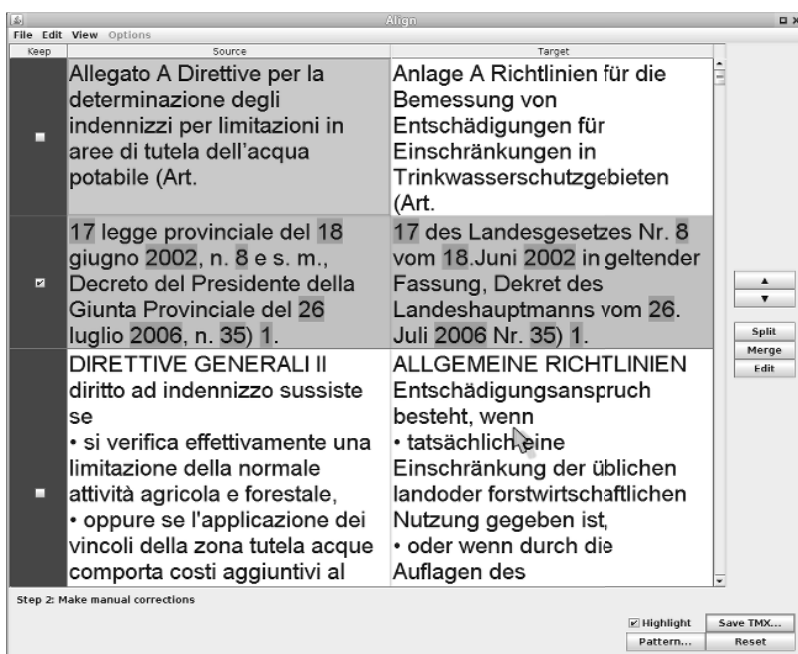 Align
File Edit View Options
Keep Source Target
Allegato A Direttive per la
determinazione degli
indennizzi per limitazioni in
aree di tutela dell'acqua
potabile (Art.
Anlage A Richtlinien für die
Bemessung von
Entschädigungen für
Einschränkungen in
Trinkwasserschutzgebieten
(Art.
17 legge provinciale del 18
giugno 2002, n. 8 e s. m.,
Decreto del Presidente della
Giunta Provinciale del 26
luglio 2006, n. 35) 1.
17 des Landesgesetzes Nr. 8
vom 18.Juni 2002 in geltender
Fassung, Dekret des
Landeshauptmanns vom 26.
Juli 2006 Nr. 35) 1.
DIRETTIVE GENERALI Il
diritto ad indennizzo sussiste
se
• si verifica effettivamente una
limitazione della normale
attività agricola e forestale,
• oppure se l'applicazione dei
vincoli della zona tutela acque
comporta costi aggiuntivi al
ALLGEMEINE RICHTLINIEN
Entschädigungsanspruch
besteht, wenn
• tatsächlich eine
Einschränkung der üblichen
landoder forstwirtschaftlichen
Nutzung gegeben ist,
• oder wenn durch die
Auflagen des
Split
Merge
Edit
Step 2: Make manual corrections
Highlight Save TMX...
Pattern... Reset